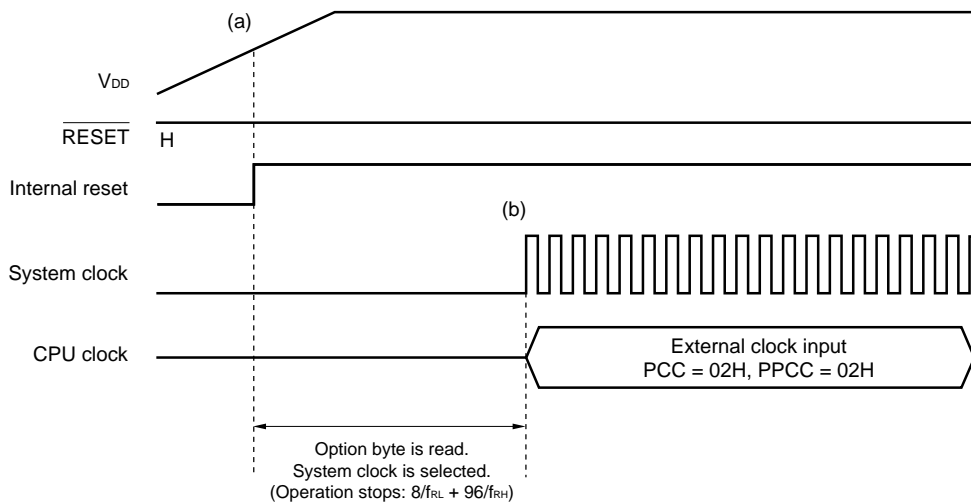 (a)
VDD
RESET
H
Internal reset
(b)
System clock
CPU clock
External clock input
PCC = 02H, PPCC = 02H
Option byte is read.
System clock is selected.
(Operation stops: 8/fRL + 96/fRH)